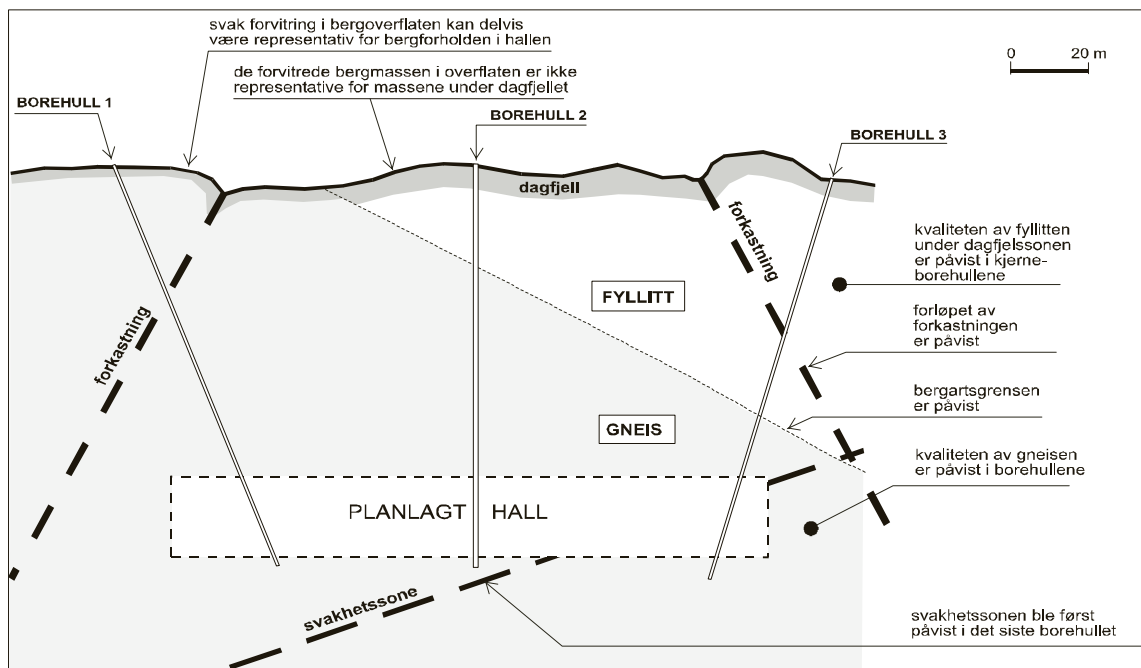 svak forvitring i bergoverflaten kan delvis
være representativ for bergforholden i hallen
de forvitrede bergmassen i overflaten er ikke
representative for massene under dagfjellet
0 20 m
BOREHULL 1
BOREHULL 2
BOREHULL 3
dagfjell
forkastning
forkastning
FYLLITT
GNEIS
PLANLAGT HALL
svakhetssone
kvaliteten av fyllitten
under dagfjelssonen
er påvist i kjerne-
borehullene
forløpet av
forkastningen
er påvist
bergartsgrensen
er påvist
kvaliteten av gneisen
er påvist i borehullene
svakhetssonen ble først
påvist i det siste borehullet